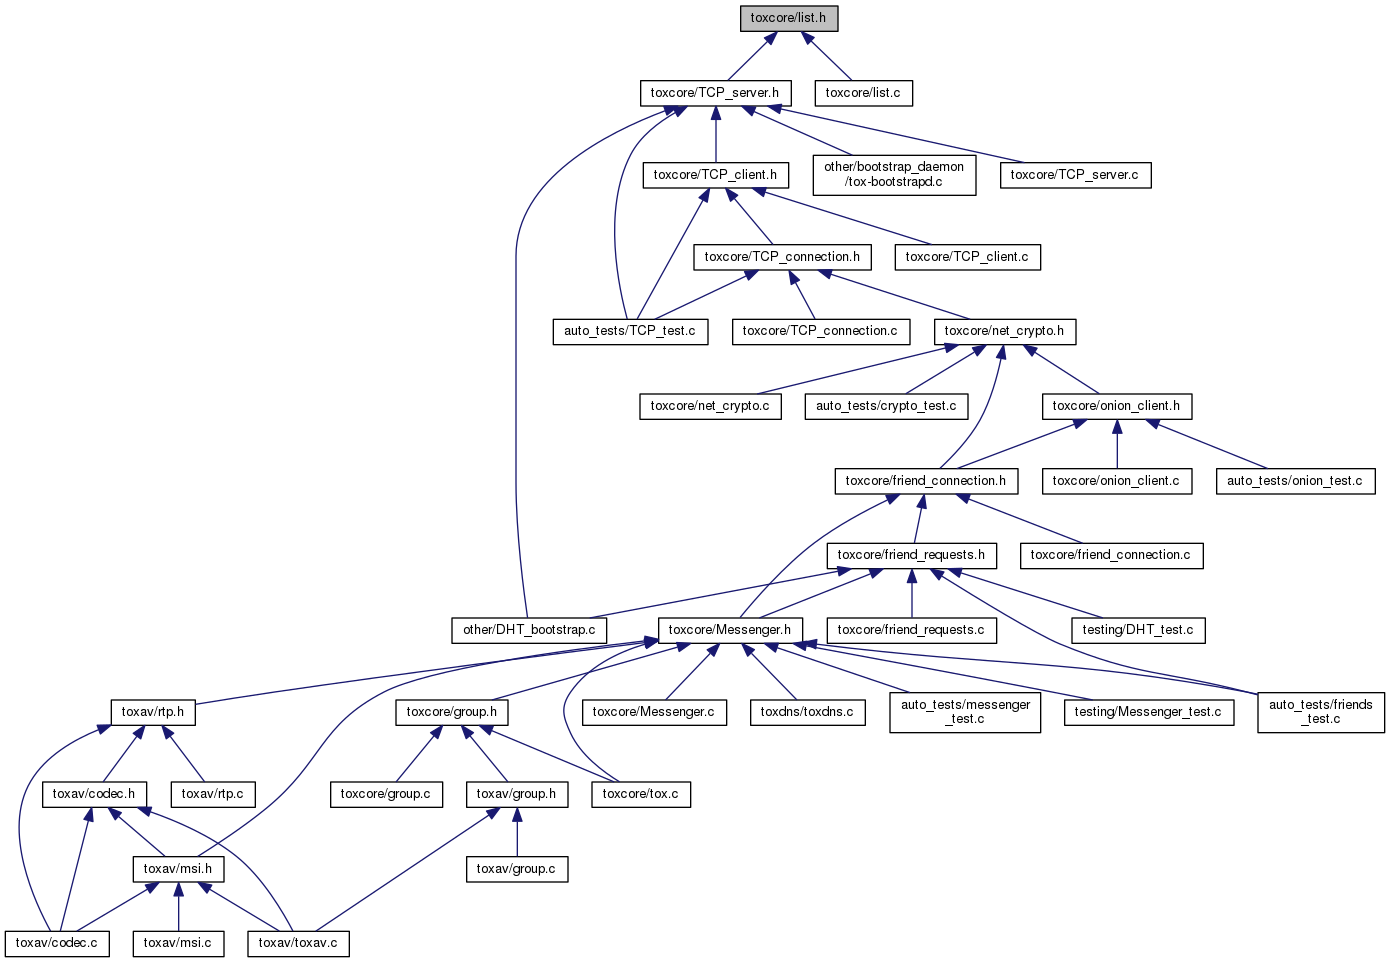 toxcore/list.h
toxcore/TCP_server.h
toxcore/list.c
toxcore/TCP_client.h
other/bootstrap_daemon
/tox-bootstrapd.c
toxcore/TCP_server.c
toxcore/TCP_connection.h
toxcore/TCP_client.c
auto_tests/TCP_test.c
toxcore/TCP_connection.c
toxcore/net_crypto.h
toxcore/net_crypto.c
auto_tests/crypto_test.c
toxcore/onion_client.h
toxcore/friend_connection.h
toxcore/onion_client.c
auto_tests/onion_test.c
toxcore/friend_requests.h
toxcore/friend_connection.c
other/DHT_bootstrap.c
toxcore/Messenger.h
toxcore/friend_requests.c
testing/DHT_test.c
toxav/rtp.h
toxcore/group.h
toxcore/Messenger.c
toxdns/toxdns.c
auto_tests/messenger
_test.c
testing/Messenger_test.c
auto_tests/friends
_test.c
toxav/codec.h
toxav/rtp.c
toxcore/group.c
toxav/group.h
toxcore/tox.c
toxav/msi.h
toxav/group.c
toxav/codec.c
toxav/msi.c
toxav/toxav.c